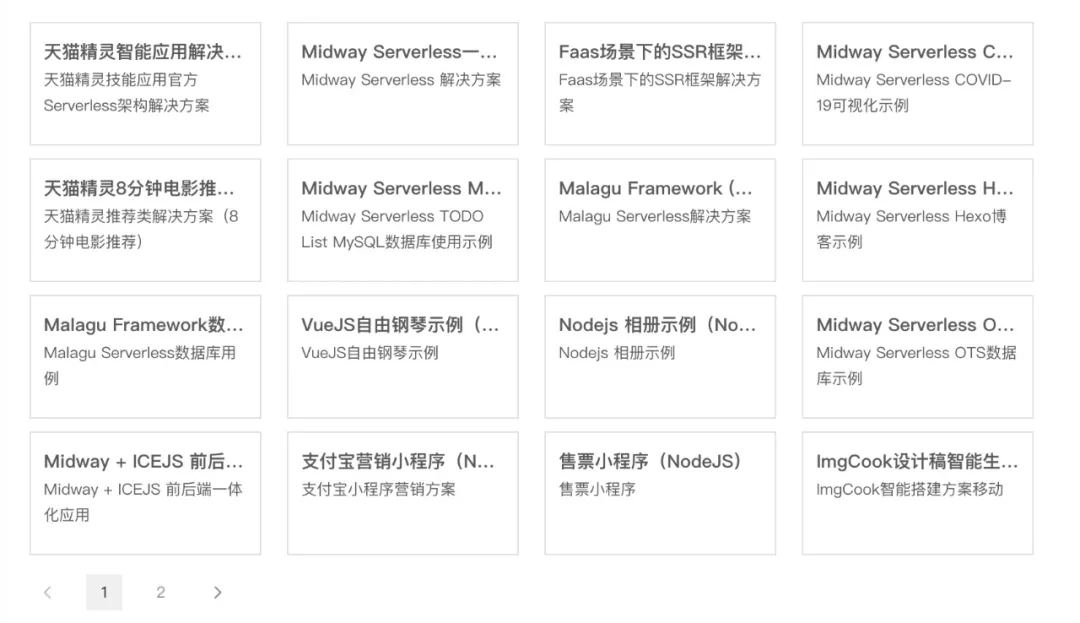 天猫精灵智能应用解决...
天猫精灵技能应用官方
Serverless架构解决方案
Midway Serverless一...
Midway Serverless 解决方案
Faas场景下的SSR框架...
Faas场景下的SSR框架解决方
案
Midway Serverless C...
Midway Serverless COVID-
19可视化示例
天猫精灵8分钟电影推...
天猫精灵推荐类解决方案（8
分钟电影推荐）
Midway Serverless M...
Midway Serverless TODO
List MySQL数据库使用示例
Malagu Framework (...
Malagu Serverless解决方案
Midway Serverless H...
Midway Serverless Hexo博
客示例
Malagu Framework数...
Malagu Serverless数据库用
例
VueJS自由钢琴示例（...
VueJS自由钢琴示例
Nodejs 相册示例（No...
Nodejs 相册示例
Midway Serverless O...
Midway Serverless OTS数据
库示例
Midway + ICEJS 前后...
Midway + ICEJS 前后端一体
化应用
支付宝营销小程序（N...
支付宝小程序营销方案
售票小程序（NodeJS）
售票小程序
ImgCook设计稿智能生...
ImgCook智能搭建方案移动
< 1 2 >